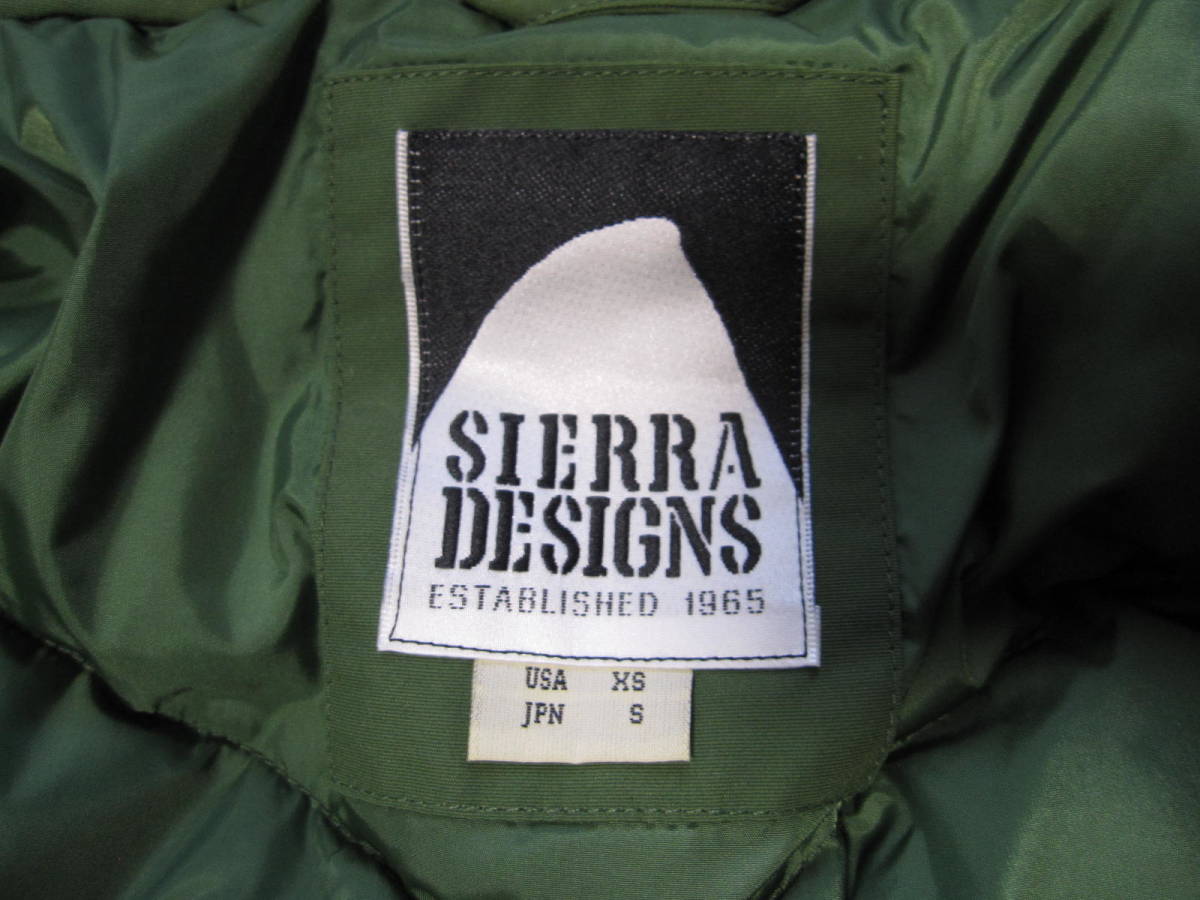 SIERRA
DESIGNS
ESTABLISHED 1965
USA XS
JPN S